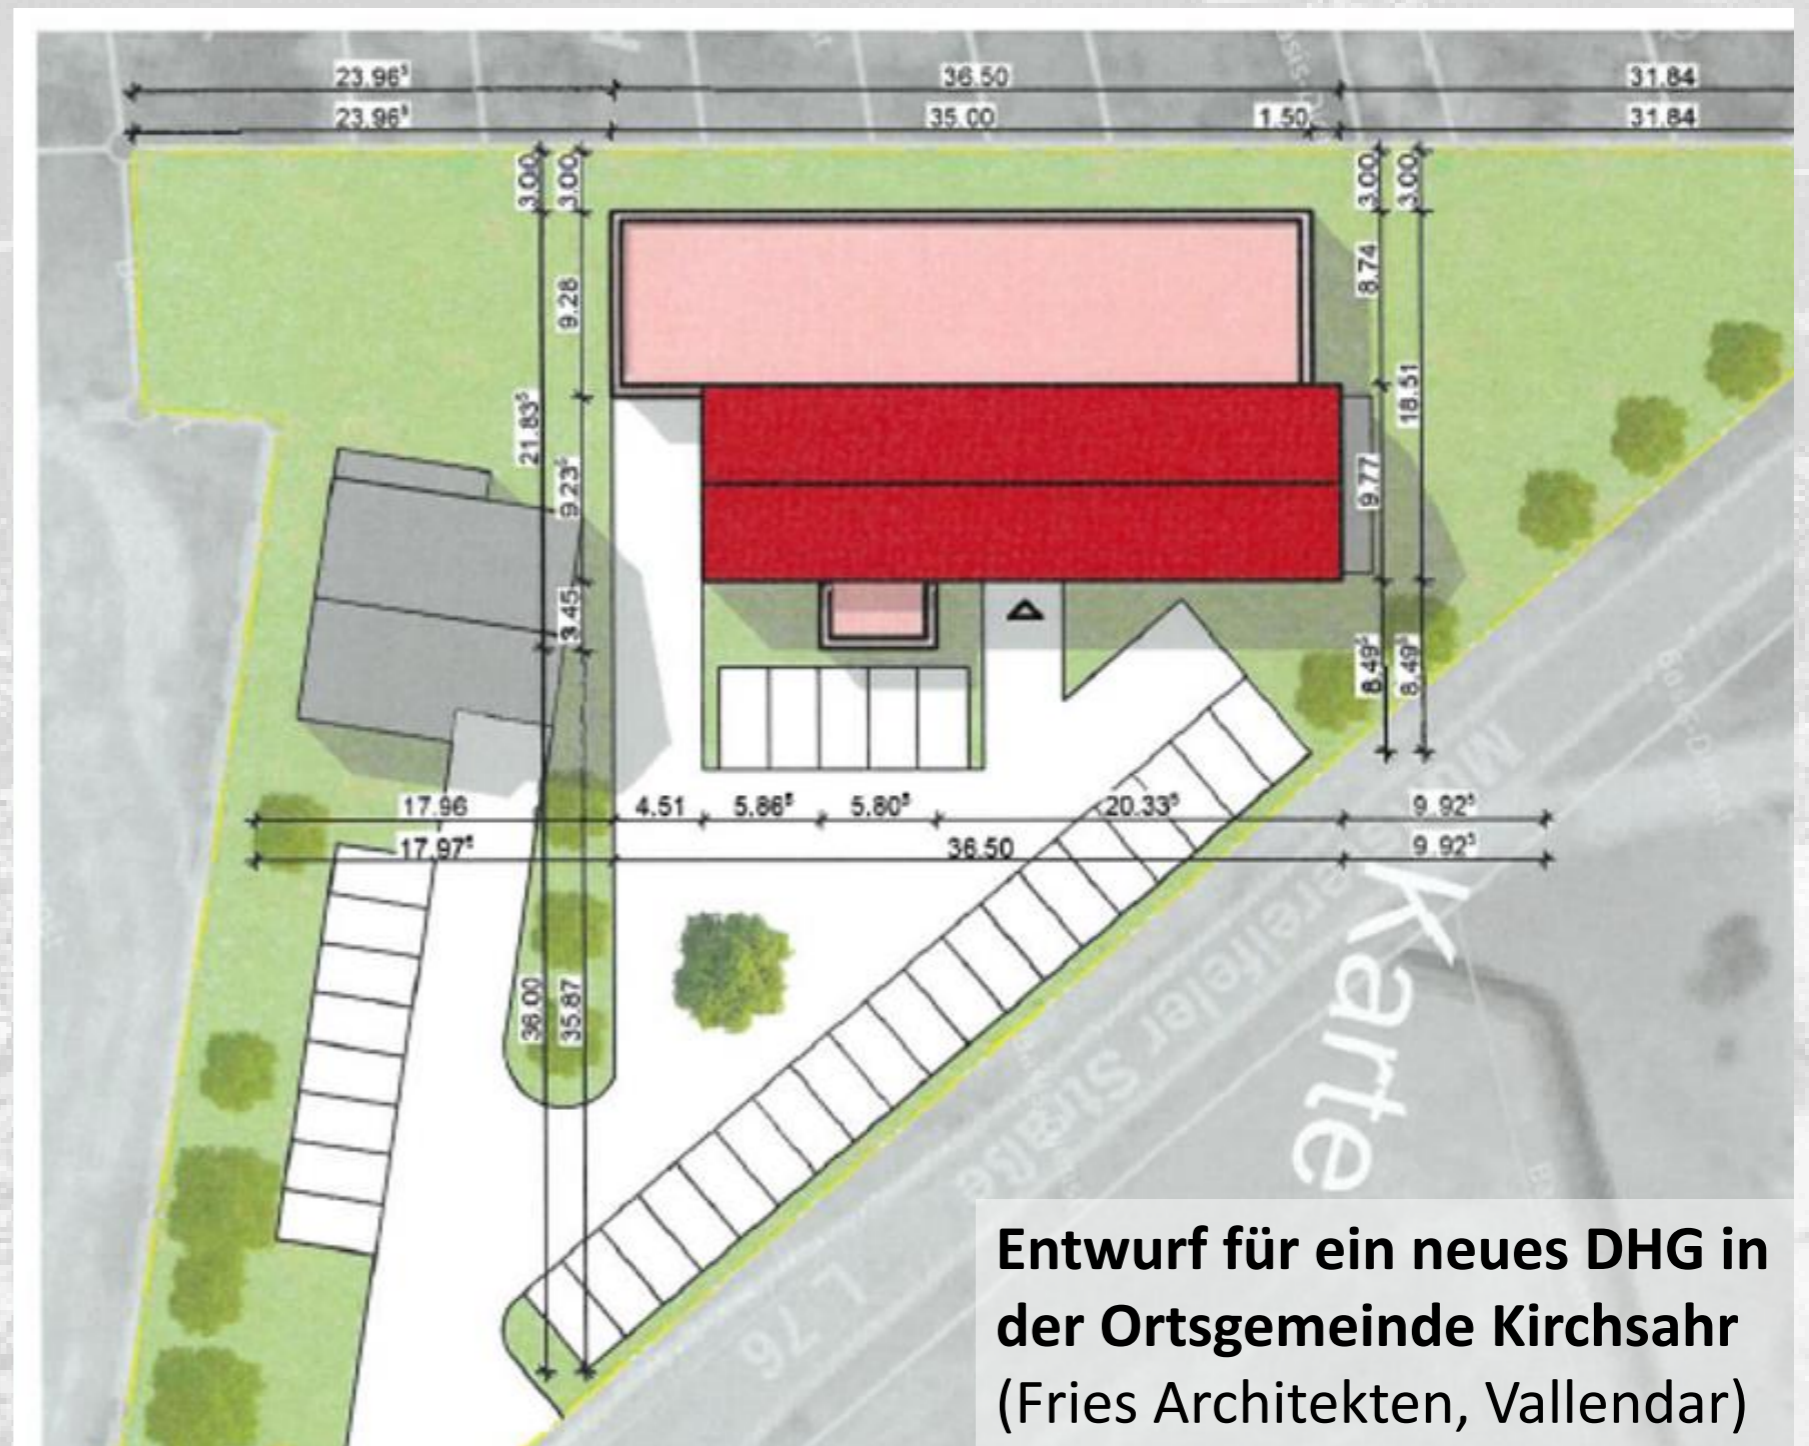 23.96⁵ 36.50 31.84
23.96⁵ 35.00 1.50 31.84
3.00 3.00 3.00 3.00
9.28 8.74
21.83⁵ 18.51
9.23⁵ 9.77
3.45
8.49⁵ 8.49⁵
17.96 4.51 5.86⁵ 5.80⁵ 20.33⁵ 9.92⁵
17.97⁵ 36.50 9.92⁵
36.00 35.87
Karte
L 76
Entwurf für ein neues DHG in
der Ortsgemeinde Kirchsahr
(Fries Architekten, Vallendar)